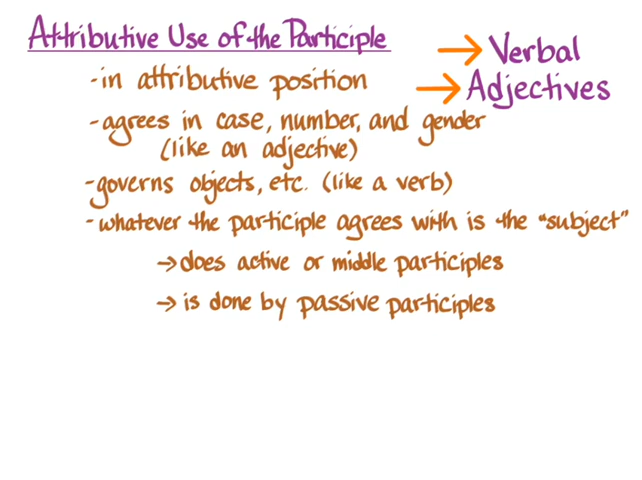 Attributive Use of the Participle
→ Verbal
→ Adjectives
- in attributive position
- agrees in case, number, and gender
(like an adjective)
- governs objects, etc. (like a verb)
- whatever the participle agrees with is the "subject"
→ does active or middle participles
→ is done by passive participles